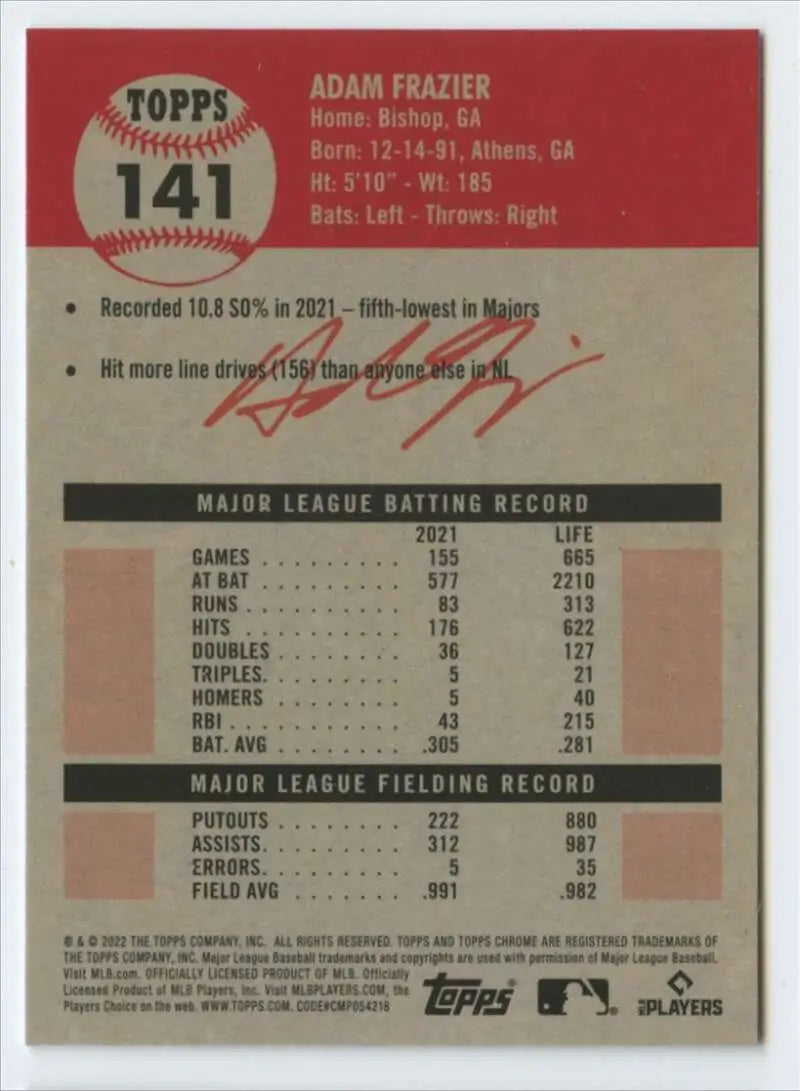 TOPPS
141
ADAM FRAZIER
Home: Bishop, GA
Born: 12-14-91, Athens, GA
Ht: 5'10" - Wt: 185
Bats: Left - Throws: Right
• Recorded 10.8 SO% in 2021 – fifth-lowest in Majors
• Hit more line drives (156) than anyone else in NL
MAJOR LEAGUE BATTING RECORD
2021 LIFE
GAMES . . . . . . . . . 155 665
AT BAT . . . . . . . . . 577 2210
RUNS . . . . . . . . . . 83 313
HITS . . . . . . . . . . 176 622
DOUBLES . . . . . . . . 36 127
TRIPLES. . . . . . . . . 5 21
HOMERS . . . . . . . . 5 40
RBI . . . . . . . . . . . 43 215
BAT. AVG . . . . . . . . .305 .281
MAJOR LEAGUE FIELDING RECORD
PUTOUTS . . . . . . . . 222 880
ASSISTS. . . . . . . . . 312 987
ERRORS. . . . . . . . . 5 35
FIELD AVG . . . . . . . .991 .982
® & © 2022 THE TOPPS COMPANY, INC. ALL RIGHTS RESERVED. TOPPS AND TOPPS CHROME ARE REGISTERED TRADEMARKS OF
THE TOPPS COMPANY, INC. Major League Baseball trademarks and copyrights are used with permission of Major League Baseball.
Visit MLB.com. OFFICIALLY LICENSED PRODUCT OF MLB. Officially
Licensed Product of MLB Players, Inc. Visit MLBPLAYERS.COM, the
Players Choice on the web. WWW.TOPPS.COM. CODE#CMP054218
topps
MLB PLAYERS